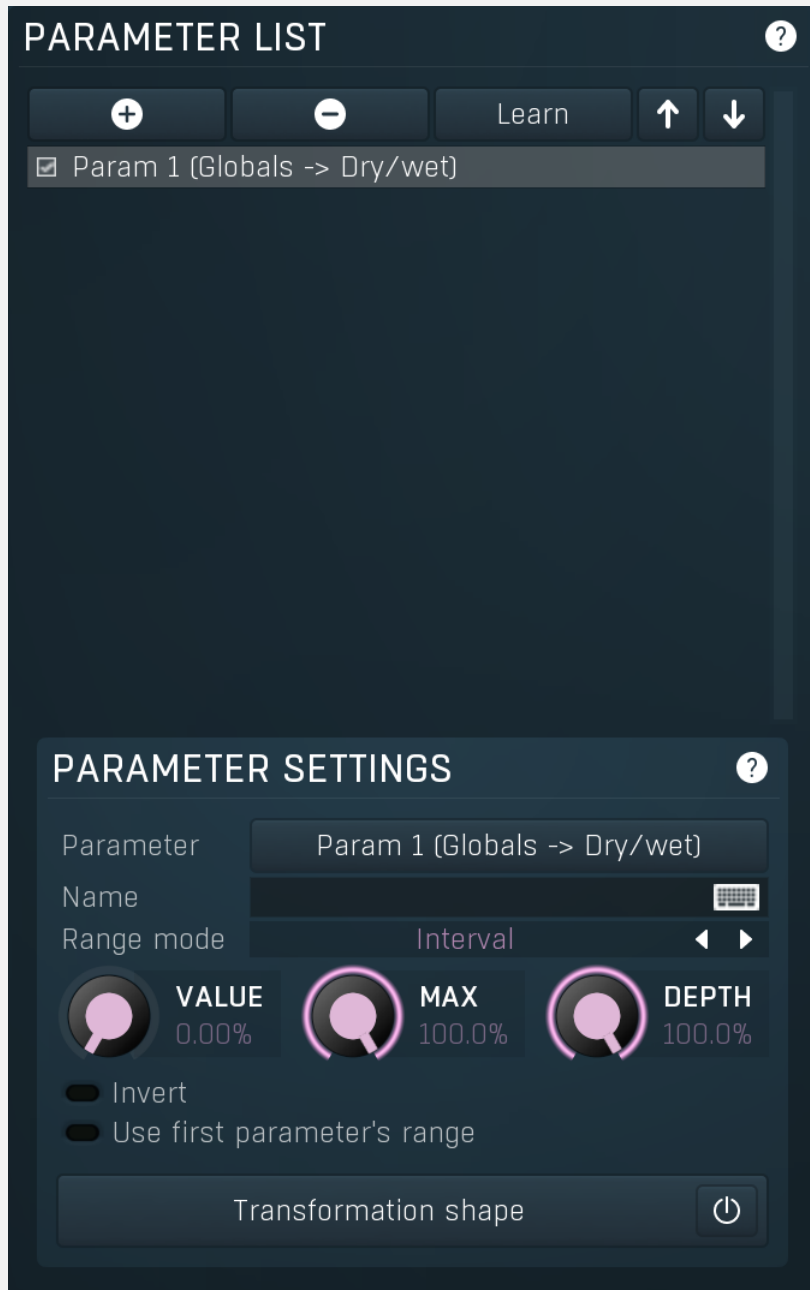 PARAMETER LIST ?
+ - Learn ↑ ↓
Param 1 (Globals -> Dry/wet)
PARAMETER SETTINGS ?
Parameter Param 1 (Globals -> Dry/wet)
Name
Range mode Interval
VALUE MAX DEPTH
0.00% 100.0% 100.0%
Invert
Use first parameter's range
Transformation shape